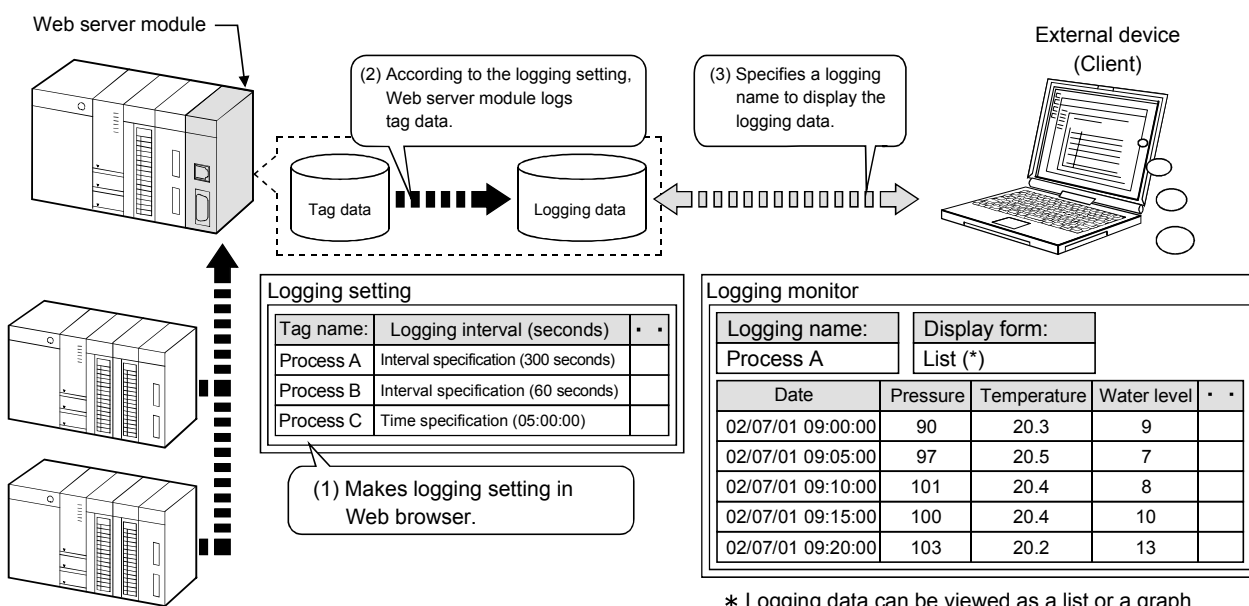 Web server module
External device
(Client)
(2) According to the logging setting,
Web server module logs
tag data.
(3) Specifies a logging
name to display the
logging data.
Tag data
Logging data
Logging setting
Tag name: Logging interval (seconds) · ·
Process A Interval specification (300 seconds)
Process B Interval specification (60 seconds)
Process C Time specification (05:00:00)
(1) Makes logging setting in
Web browser.
Logging monitor
Logging name: Display form:
Process A List (*)
Date Pressure Temperature Water level · ·
02/07/01 09:00:00 90 20.3 9
02/07/01 09:05:00 97 20.5 7
02/07/01 09:10:00 101 20.4 8
02/07/01 09:15:00 100 20.4 10
02/07/01 09:20:00 103 20.2 13
* Logging data can be viewed as a list or a graph